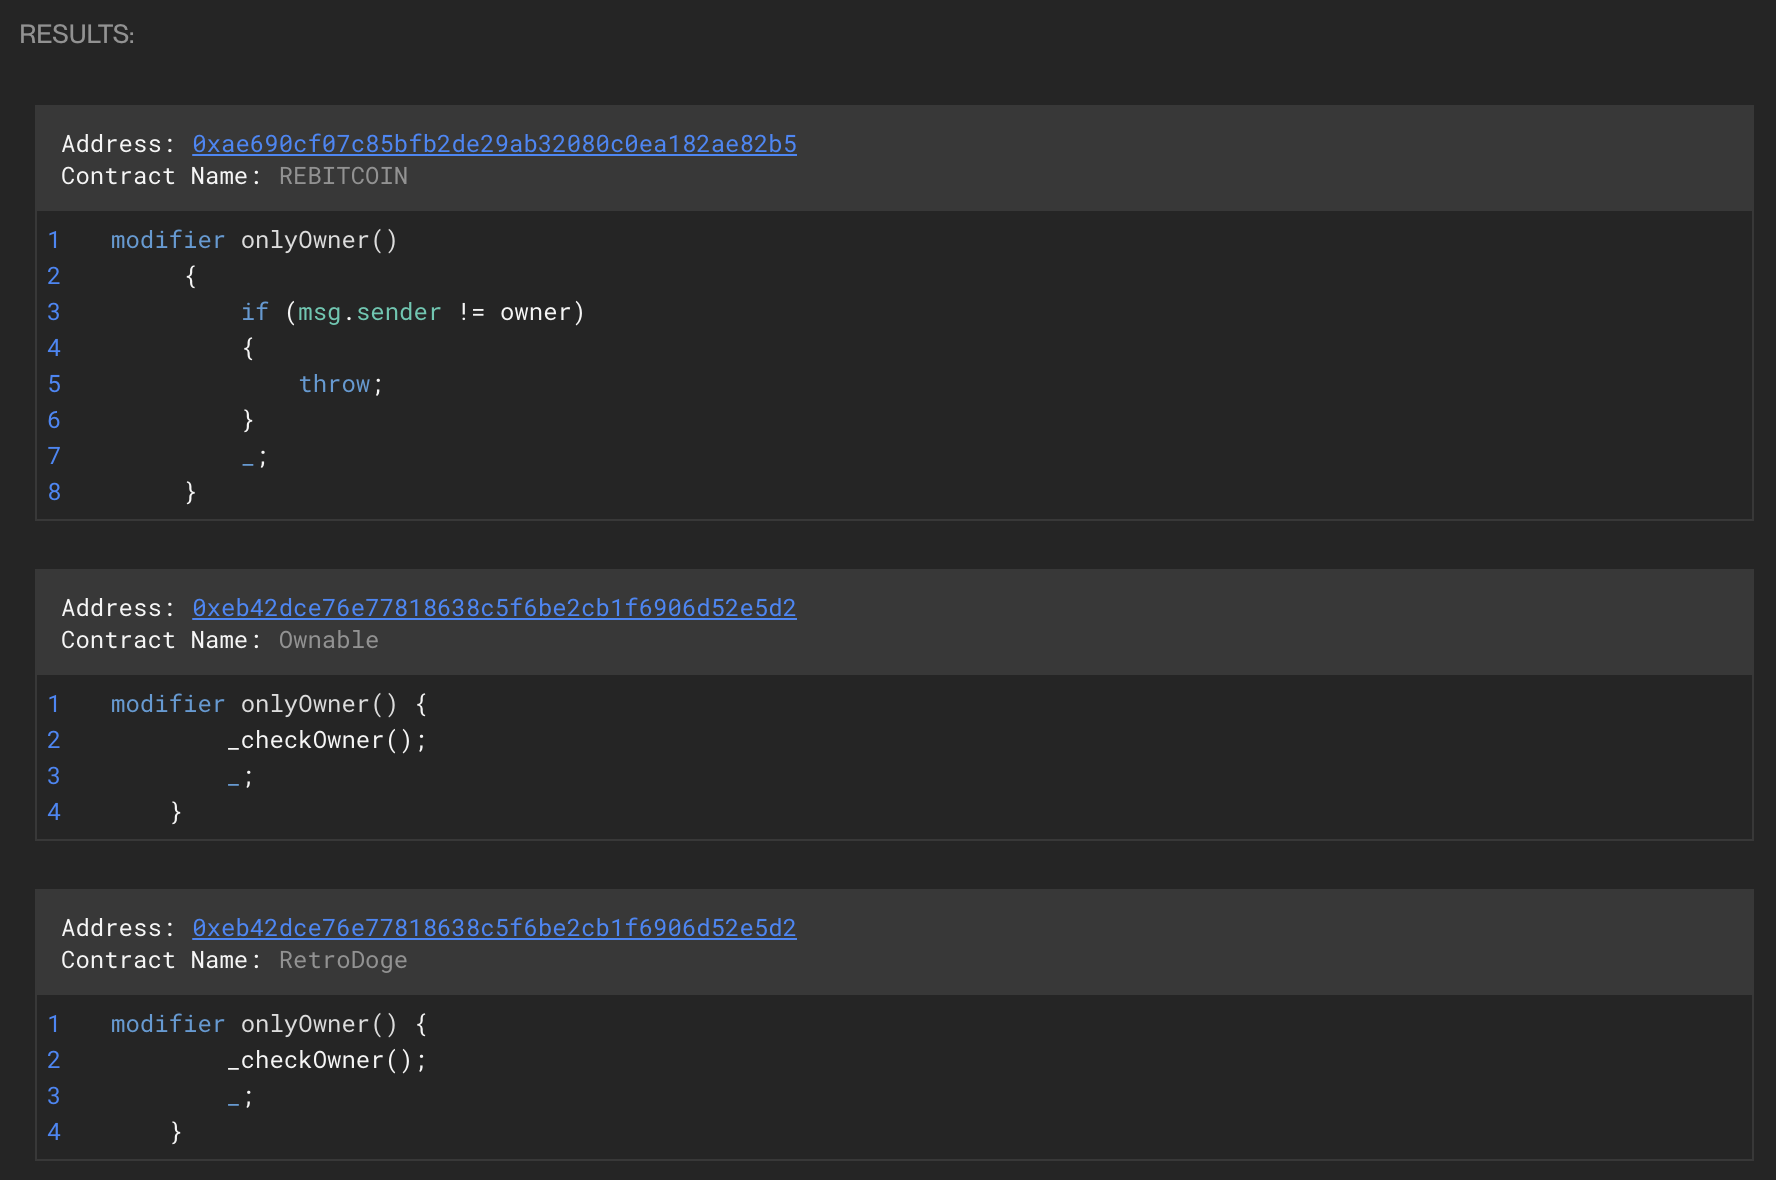 RESULTS:
Address: 0xae690cf07c85bfb2de29ab32080c0ea182ae82b5
Contract Name: REBITCOIN
1 modifier onlyOwner()
2 {
3 if (msg.sender != owner)
4 {
5 throw;
6 }
7 _;
8 }
Address: 0xeb42dce76e77818638c5f6be2cb1f6906d52e5d2
Contract Name: Ownable
1 modifier onlyOwner() {
2 _checkOwner();
3 _;
4 }
Address: 0xeb42dce76e77818638c5f6be2cb1f6906d52e5d2
Contract Name: RetroDoge
1 modifier onlyOwner() {
2 _checkOwner();
3 _;
4 }